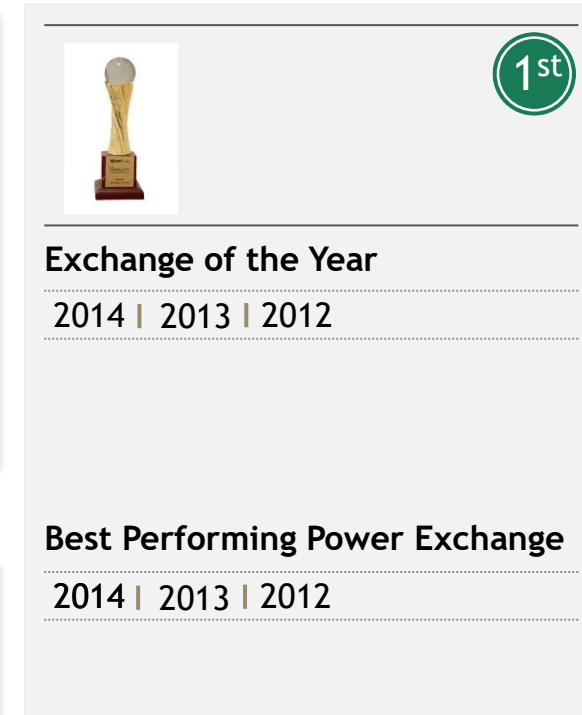 1st
Exchange of the Year
2014 | 2013 | 2012
Best Performing Power Exchange
2014 | 2013 | 2012